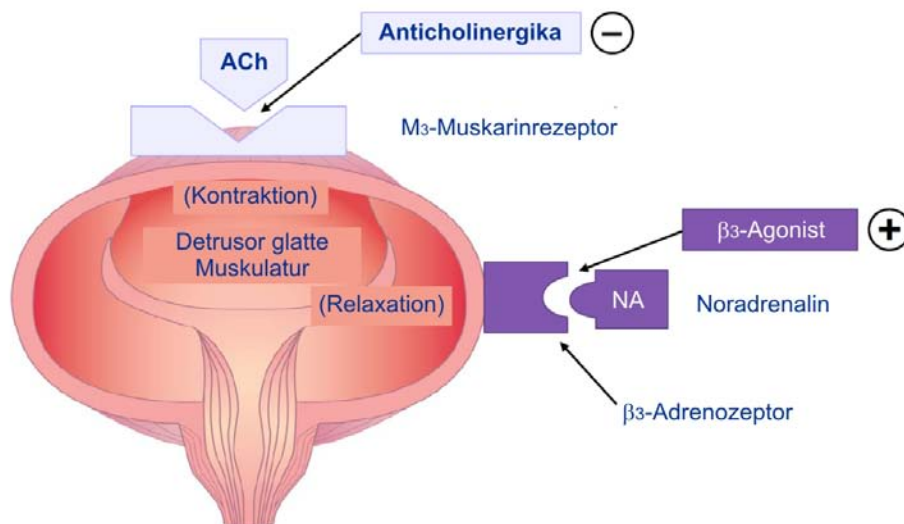 Anticholinergika
−
ACh
M3-Muskarinrezeptor
(Kontraktion)
Detrusor glatte
Muskulatur
(Relaxation)
β3-Agonist
+
NA
Noradrenalin
β3-Adrenozeptor